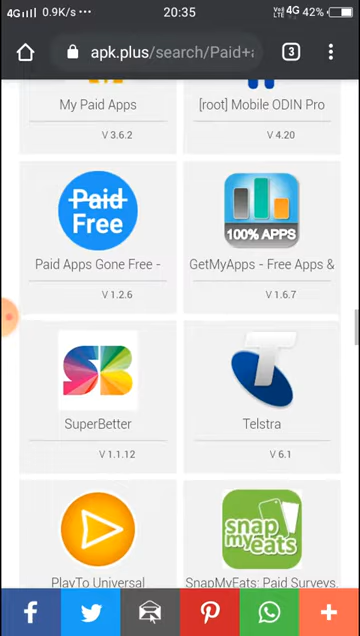 4G 0.9K/s ••• 20:35 Vo) LTE 4G 42%
apk.plus/search/Paid+a 3
My Paid Apps [root] Mobile ODIN Pro
V 3.6.2 V 4.20
Paid
Free
100% APPS
Paid Apps Gone Free - GetMyApps - Free Apps &
V 1.2.6 V 1.6.7
SB T
SuperBetter Telstra
V 1.1.12 V 6.1
snap
my
eats
PlayTo Universal SnapMyEats: Paid Surveys,